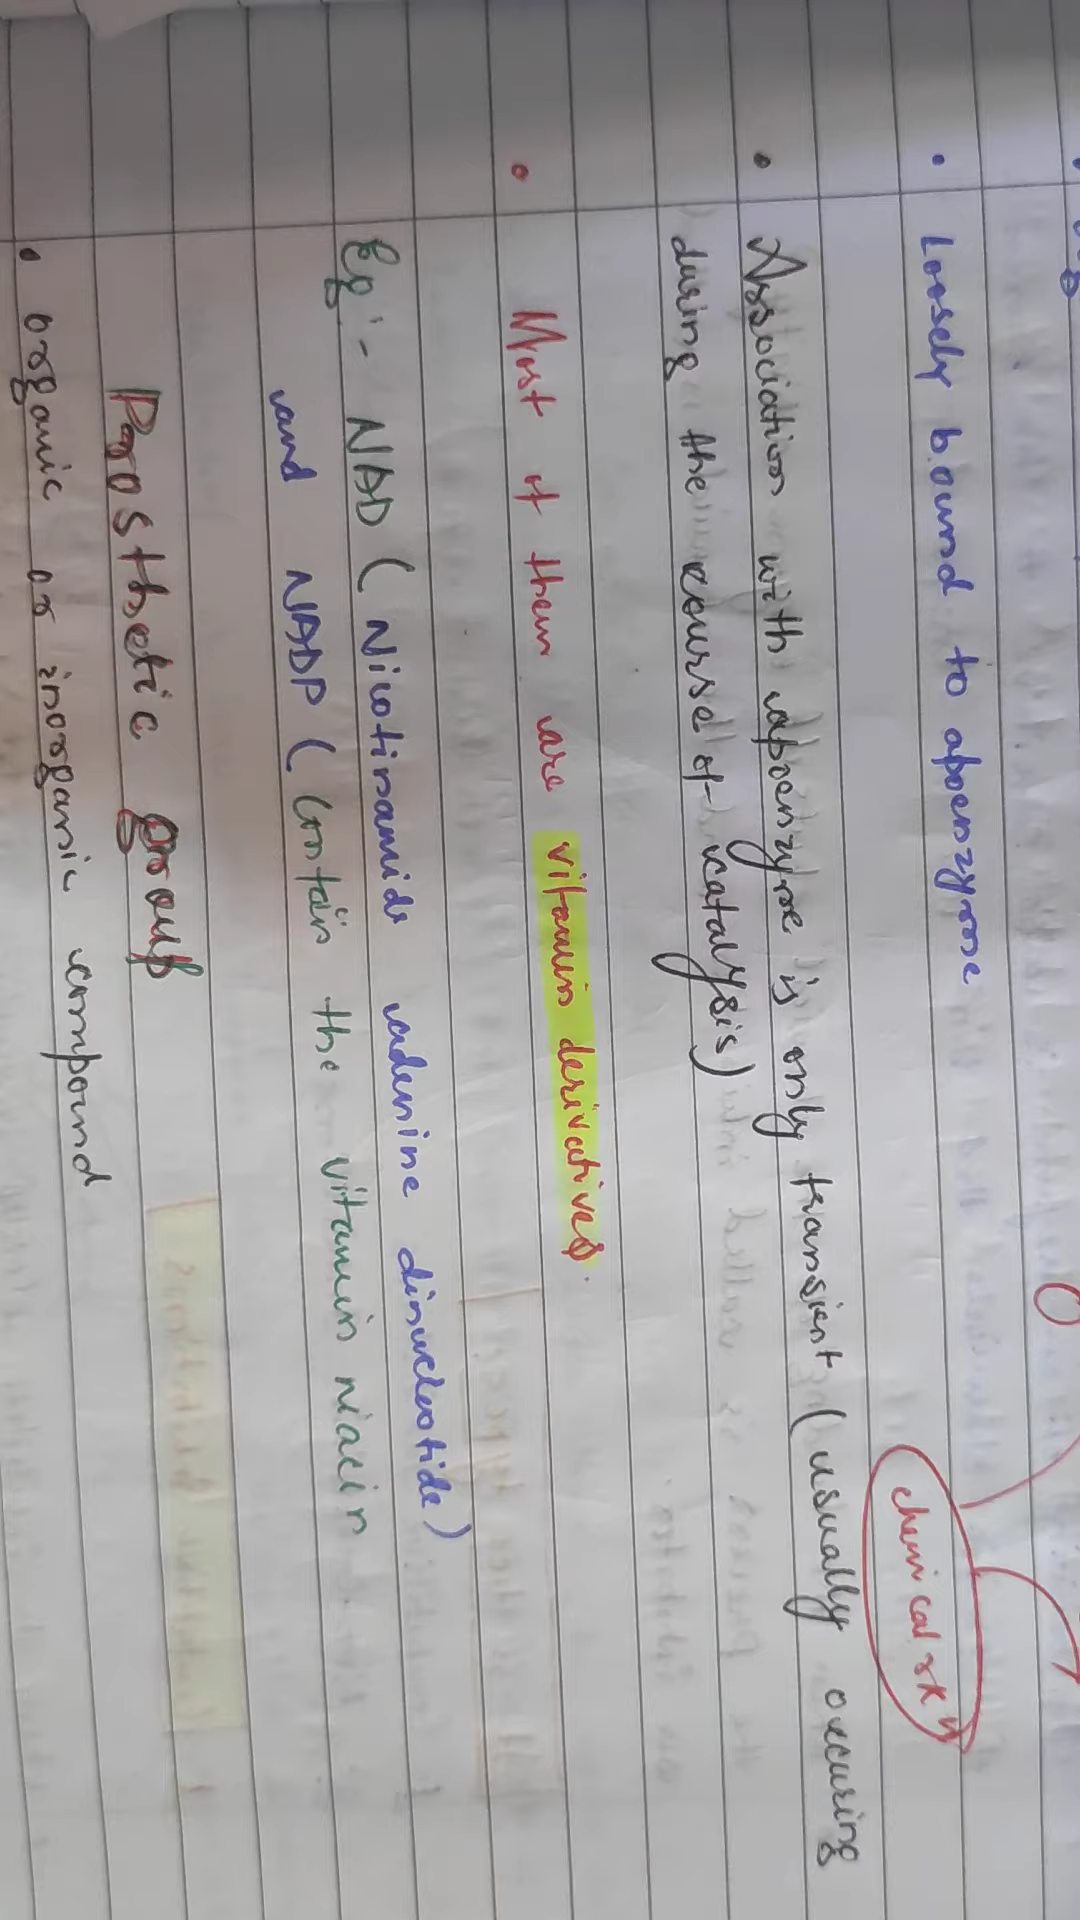 • Loosely bound to apoenzyme
chemical rxn
• Association with apoenzyme is only transient (usually occuring
during the course of catalysis)
• Most of them are vitamin derivatives.
Eg:- NAD (Nicotinamide adenine dinucleotide)
and NADP (Contais the vitamin niacin
Prosthetic group
• organic or inorganic compound